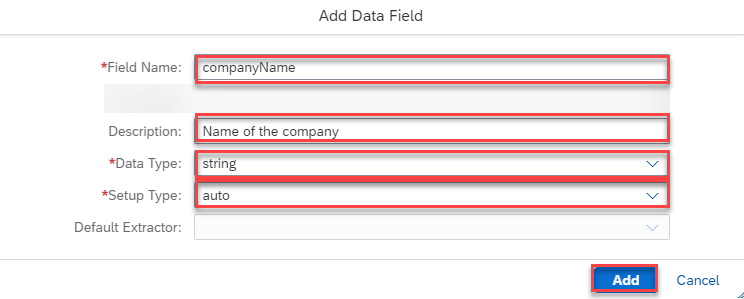 Add Data Field
*Field Name: companyName
Description: Name of the company
*Data Type: string
*Setup Type: auto
Default Extractor:
Add Cancel